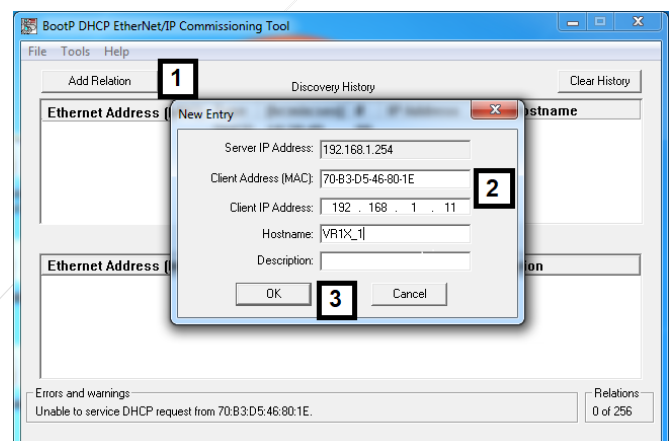 BootP DHCP EtherNet/IP Commissioning Tool
File Tools Help
Add Relation
1
Discovery History
Clear History
Ethernet Address (
ostname
New Entry
Server IP Address: 192.168.1.254
Client Address (MAC): 70-B3-D5-46-80-1E
2
Client IP Address: 192 . 168 . 1 . 11
Hostname: VR1X_1
Description:
OK
3
Cancel
Ethernet Address (
on
Errors and warnings
Unable to service DHCP request from 70:B3:D5:46:80:1E.
Relations
0 of 256